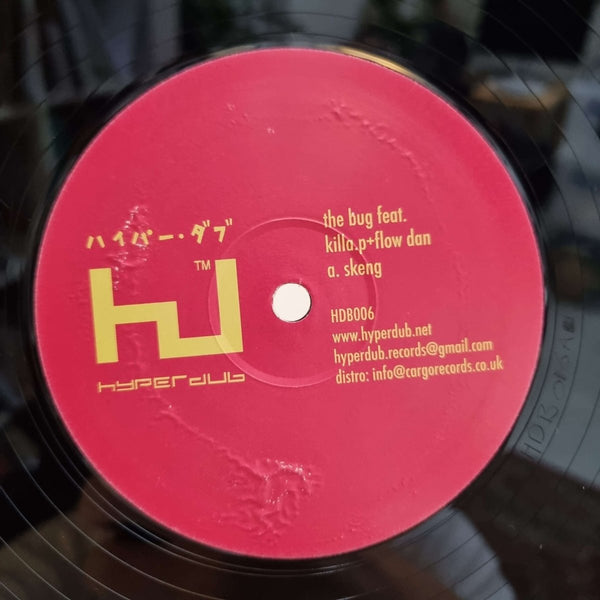 ハイパー・ダブ
TM
hyperdub
the bug feat.
killa.p+flow dan
a. skeng
HDB006
www.hyperdub.net
hyperdub.records@gmail.com
distro: info@cargorecords.co.uk
HDB